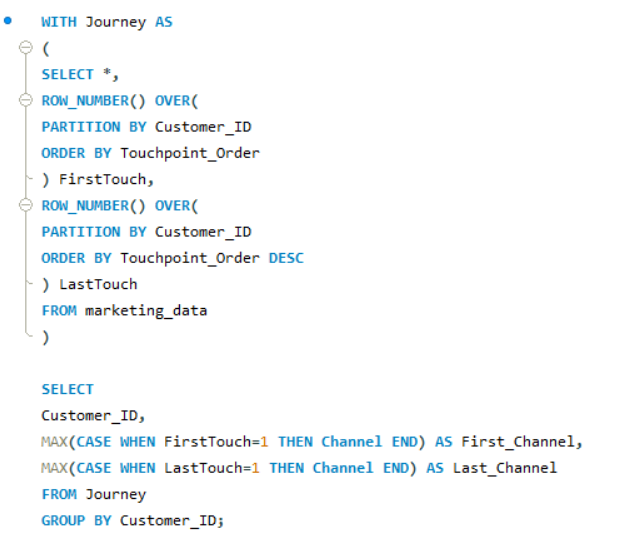 WITH Journey AS
(
SELECT *,
ROW_NUMBER() OVER(
PARTITION BY Customer_ID
ORDER BY Touchpoint_Order
) FirstTouch,
ROW_NUMBER() OVER(
PARTITION BY Customer_ID
ORDER BY Touchpoint_Order DESC
) LastTouch
FROM marketing_data
)
SELECT
Customer_ID,
MAX(CASE WHEN FirstTouch=1 THEN Channel END) AS First_Channel,
MAX(CASE WHEN LastTouch=1 THEN Channel END) AS Last_Channel
FROM Journey
GROUP BY Customer_ID;